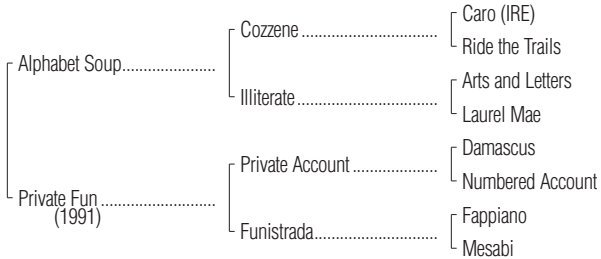 Caro (IRE)
Cozzene
Ride the Trails
Alphabet Soup
Arts and Letters
Illiterate
Laurel Mae
Damascus
Private Account
Numbered Account
Private Fun
(1991)
Fappiano
Funistrada
Mesabi